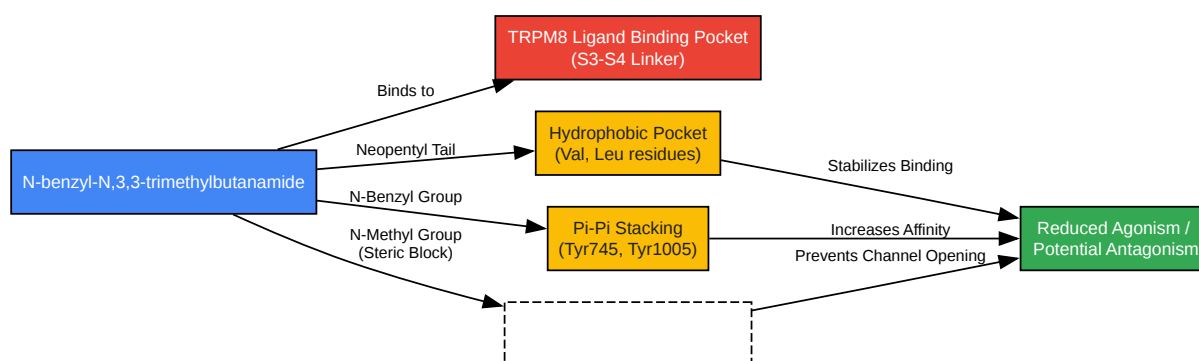 TRPM8 Ligand Binding Pocket
(S3-S4 Linker)
Binds to
Hydrophobic Pocket
(Val, Leu residues)
Neopentyl Tail
Stabilizes Binding
N-benzyl-N,3,3-trimethylbutanamide
N-Benzyl Group
Pi-Pi Stacking
(Tyr745, Tyr1005)
Increases Affinity
Reduced Agonism /
Potential Antagonism
N-Methyl Group
(Steric Block)
Prevents Channel Opening